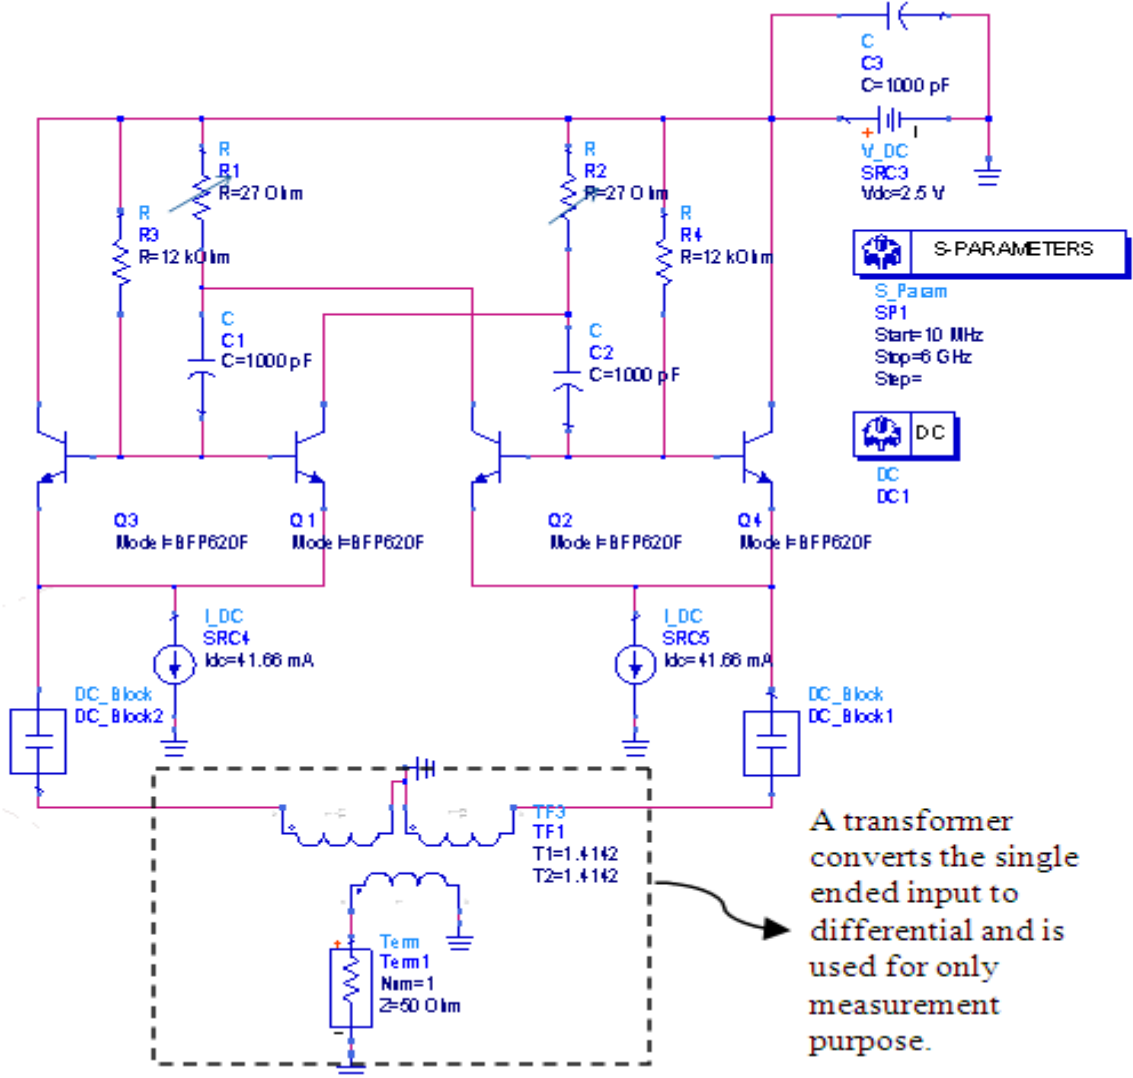 C
C3
C=1000 pF
V_DC
SRC3
Vdc=2.5 V
R
R1
R=27 Ohm
R
R2
R=27 Ohm
R
R3
R=12 kOhm
R
R4
R=12 kOhm
S-PARAMETERS
S_Param
SP1
Start=10 MHz
Stop=6 GHz
Step=
C
C1
C=1000 pF
C
C2
C=1000 pF
DC
DC
DC1
Q3
Model=BFP620F
Q1
Model=BFP620F
Q2
Model=BFP620F
Q4
Model=BFP620F
I_DC
SRC4
Idc=41.66 mA
I_DC
SRC5
Idc=41.66 mA
DC_Block
DC_Block2
DC_Block
DC_Block1
TF3
TF1
T1=1.4142
T2=1.4142
Term
Term1
Num=1
Z=50 Ohm
A transformer
converts the single
ended input to
differential and is
used for only
measurement
purpose.